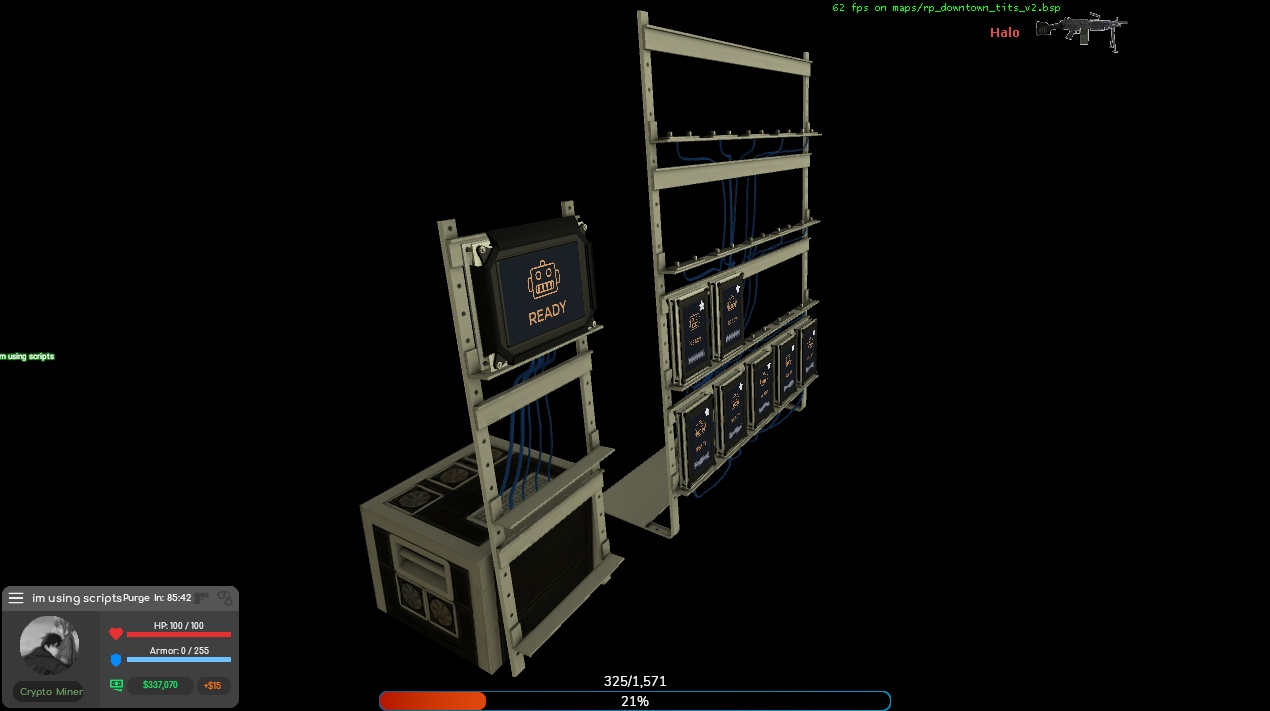 62 fps on maps/rp_downtown_tits_v2.bsp
Halo
READY
im using scripts
im using scripts Purge In: 85:42
HP: 100 / 100
Armor: 0 / 255
$337,070 +$15
Crypto Miner
325/1,571
21%